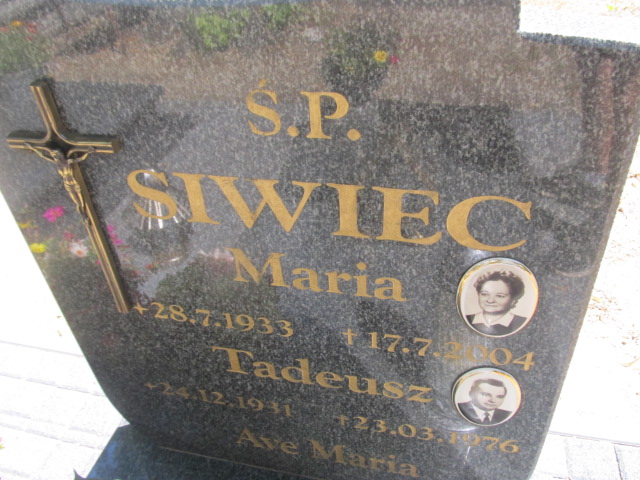 Ś.P.
SIWIEC
Maria
+28.7.1933 †17.7.2004
Tadeusz
+24.12.1931 †23.03.1976
Ave Maria